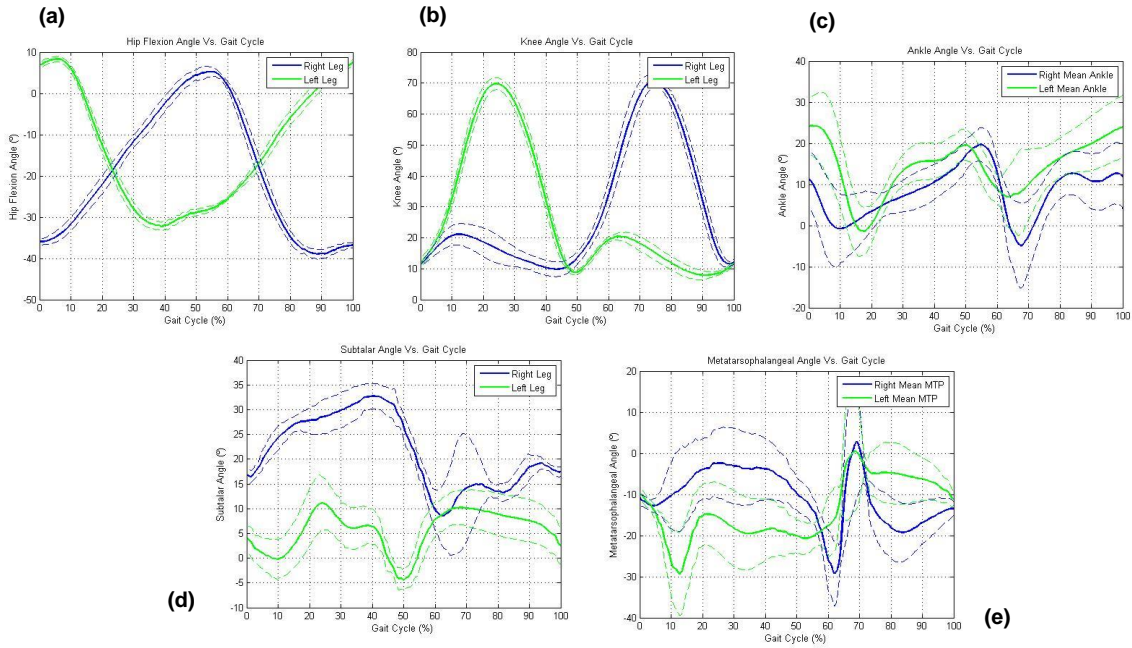 (a)
Hip Flexion Angle Vs. Gait Cycle
Right Leg
Left Leg
10
0
-10
-20
-30
-40
-50
Hip Flexion Angle (º)
0 10 20 30 40 50 60 70 80 90 100
Gait Cycle (%)
(b)
Knee Angle Vs. Gait Cycle
Right Leg
Left Leg
80
70
60
50
40
30
20
10
0
Knee Angle (º)
0 10 20 30 40 50 60 70 80 90 100
Gait Cycle (%)
(c)
Ankle Angle Vs. Gait Cycle
Right Mean Ankle
Left Mean Ankle
40
30
20
10
0
-10
-20
Ankle Angle (º)
0 10 20 30 40 50 60 70 80 90 100
Gait Cycle (%)
(d)
Subtalar Angle Vs. Gait Cycle
Right Leg
Left Leg
40
35
30
25
20
15
10
5
0
-5
-10
Subtalar Angle (º)
0 10 20 30 40 50 60 70 80 90 100
Gait Cycle (%)
Metatarsophalangeal Angle Vs. Gait Cycle
Right Mean MTP
Left Mean MTP
20
10
0
-10
-20
-30
-40
Metatarsophalangeal Angle (º)
0 10 20 30 40 50 60 70 80 90 100
Gait Cycle (%)
(e)